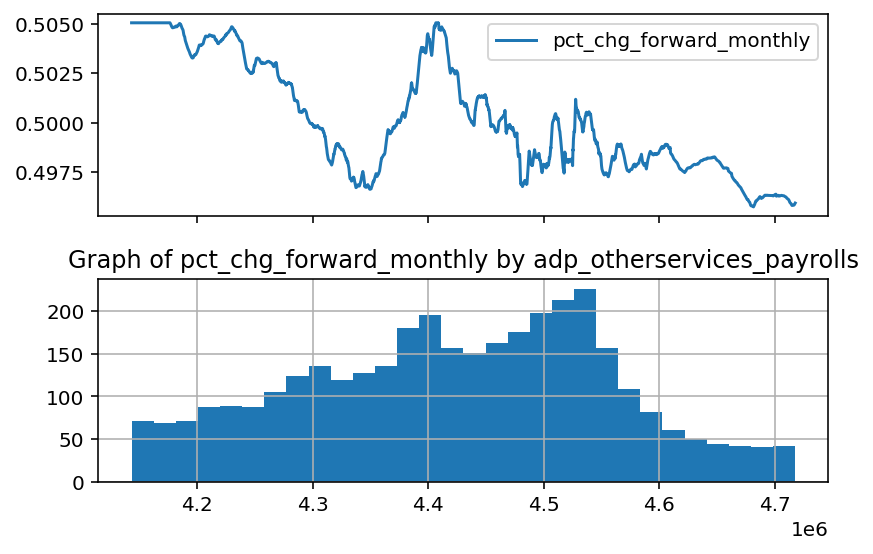 0.5050
0.5025
0.5000
0.4975
pct_chg_forward_monthly
Graph of pct_chg_forward_monthly by adp_otherservices_payrolls
200
150
100
50
0
4.2 4.3 4.4 4.5 4.6 4.7
1e6